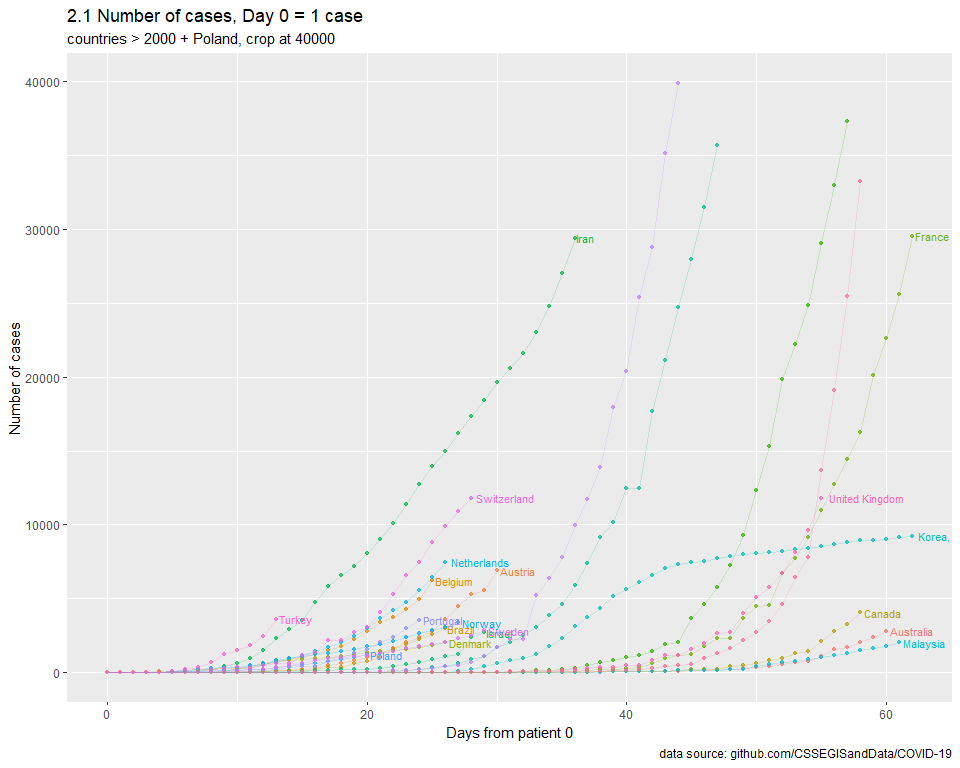 2.1 Number of cases, Day 0 = 1 case
countries > 2000 + Poland, crop at 40000
40000
30000
20000
10000
0
Number of cases
Iran
France
Switzerland
United Kingdom
Korea,
Netherlands
Austria
Belgium
Turkey
Portugal
Norway
Brazil
Sweden
Israel
Denmark
Poland
Canada
Australia
Malaysia
0
20
40
60
Days from patient 0
data source: github.com/CSSEGISandData/COVID-19